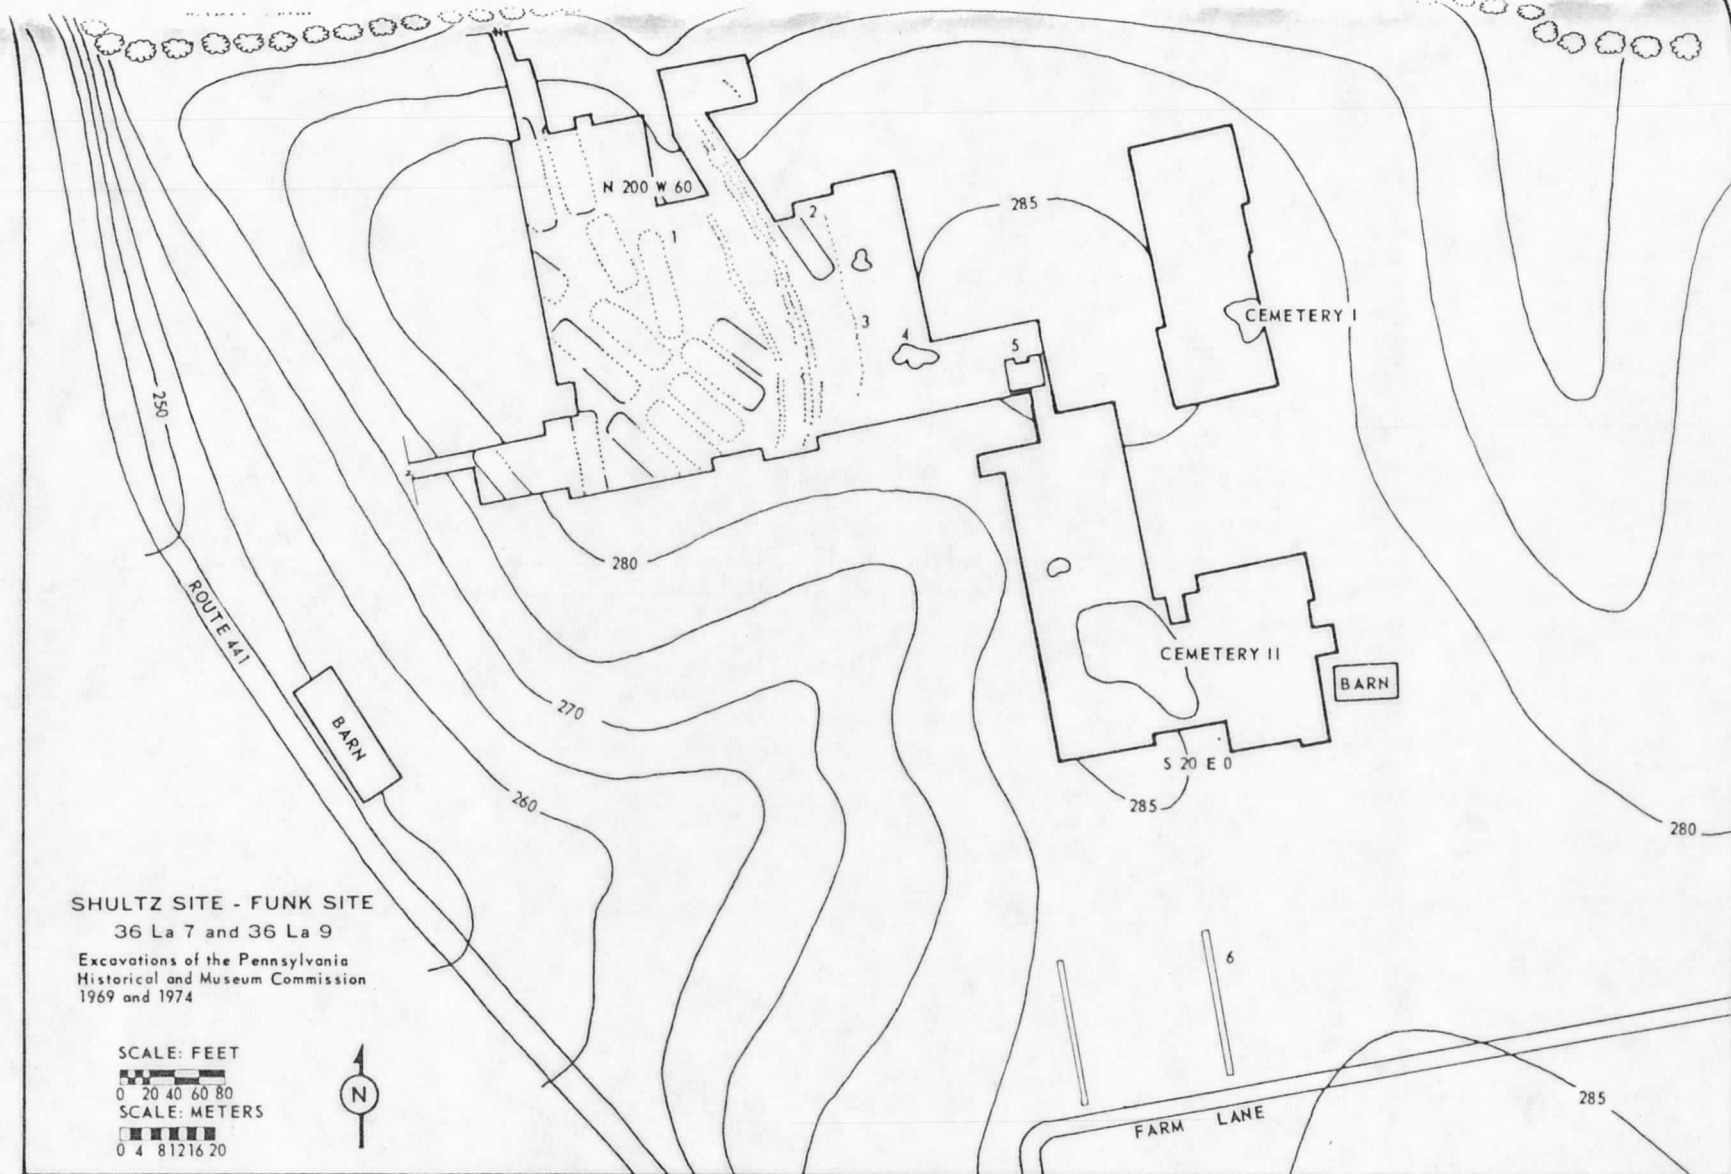 N 200 W 60
1
2
285
3
CEMETERY I
4
5
250
280
ROUTE 441
CEMETERY II
BARN
270
BARN
S 20 E 0
260
285
280
SHULTZ SITE - FUNK SITE
36 La 7 and 36 La 9
Excavations of the Pennsylvania
Historical and Museum Commission
1969 and 1974
6
SCALE: FEET
0 20 40 60 80
SCALE: METERS
0 4 8 12 16 20
N
285
FARM LANE